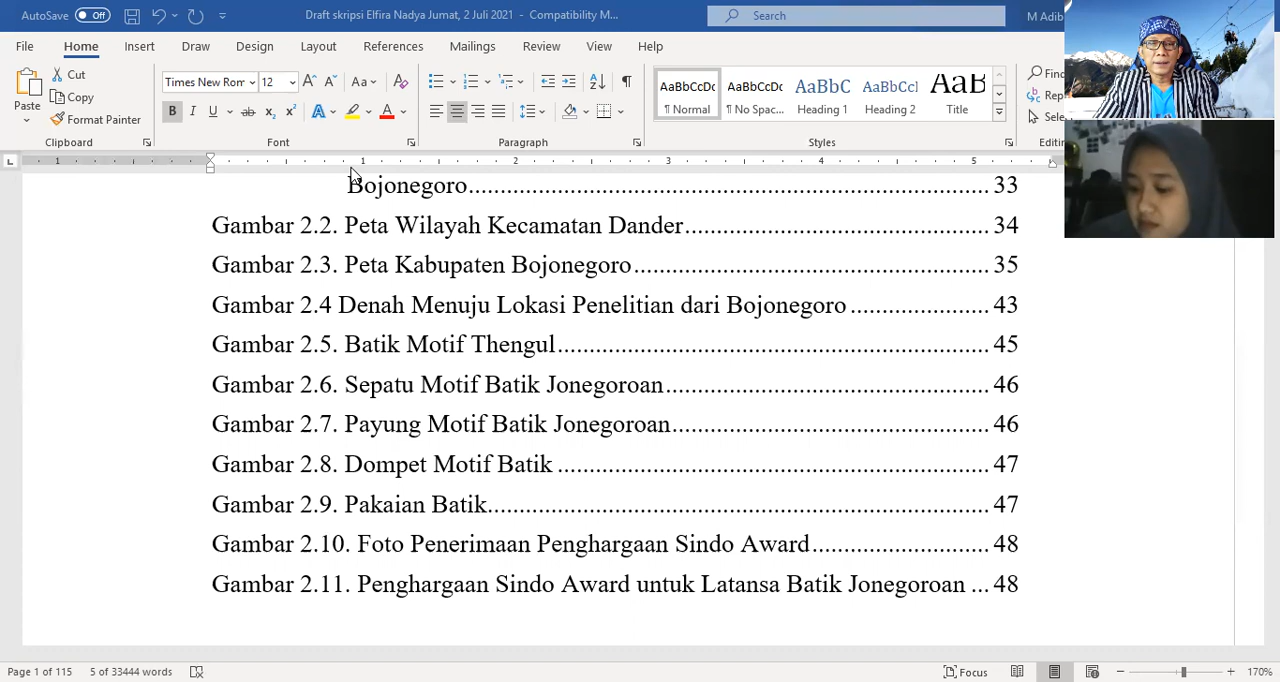 AutoSave Off Draft skripsi Elfira Nadya Jumat, 2 Juli 2021 - Compatibility M... Search M Adib
File Home Insert Draw Design Layout References Mailings Review View Help
Paste Cut Copy Format Painter
Times New Rom 12
¶ Normal ¶ No Spac... Heading 1 Heading 2 Title
Clipboard Font Paragraph Styles
1 1 2 3 4 5
Bojonegoro 33
Gambar 2.2. Peta Wilayah Kecamatan Dander 34
Gambar 2.3. Peta Kabupaten Bojonegoro 35
Gambar 2.4 Denah Menuju Lokasi Penelitian dari Bojonegoro 43
Gambar 2.5. Batik Motif Thengul 45
Gambar 2.6. Sepatu Motif Batik Jonegoroan 46
Gambar 2.7. Payung Motif Batik Jonegoroan 46
Gambar 2.8. Dompet Motif Batik 47
Gambar 2.9. Pakaian Batik 47
Gambar 2.10. Foto Penerimaan Penghargaan Sindo Award 48
Gambar 2.11. Penghargaan Sindo Award untuk Latansa Batik Jonegoroan ... 48
Page 1 of 115 5 of 33444 words Focus 170%